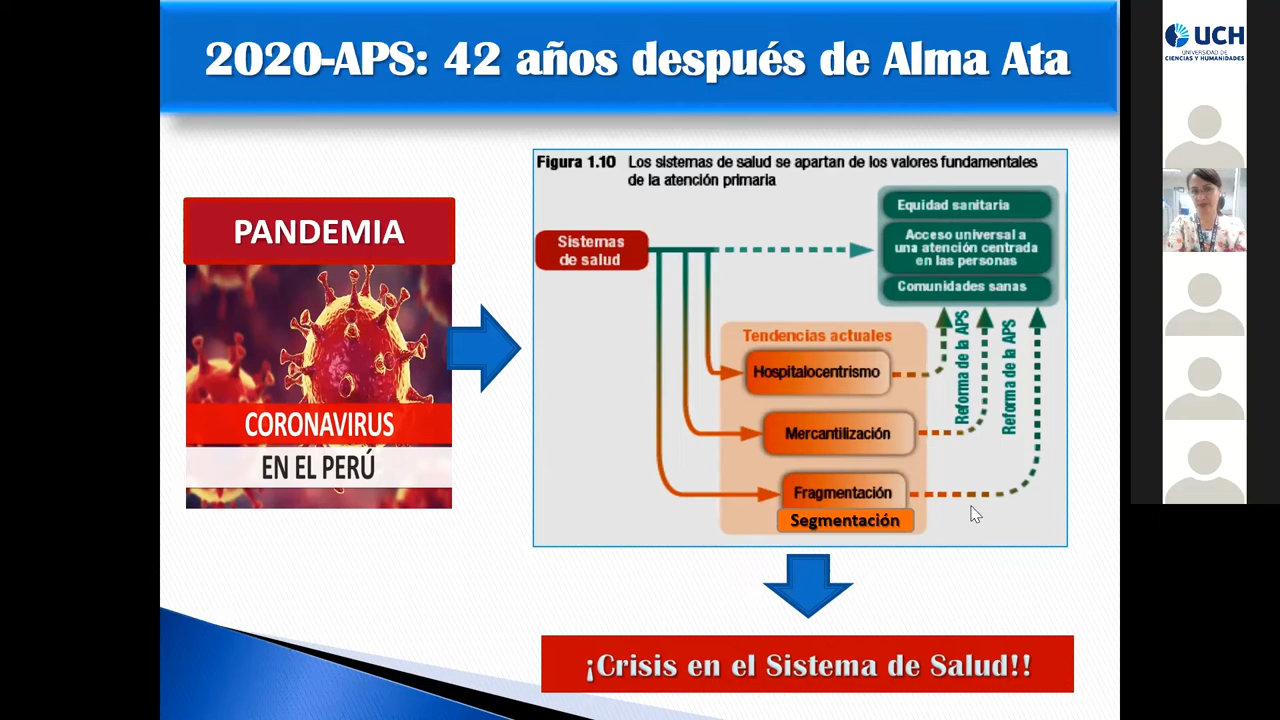 2020-APS: 42 años después de Alma Ata
PANDEMIA
CORONAVIRUS
EN EL PERÚ
Figura 1.10 Los sistemas de salud se apartan de los valores fundamentales
de la atención primaria
Sistemas
de salud
Equidad sanitaria
Acceso universal a
una atención centrada
en las personas
Comunidades sanas
Tendencias actuales
Hospitalocentrismo
Mercantilización
Fragmentación
Segmentación
Reforma de la APS
Reforma de la APS
¡Crisis en el Sistema de Salud!!
UCH
UNIVERSIDAD DE
CIENCIAS Y HUMANIDADES